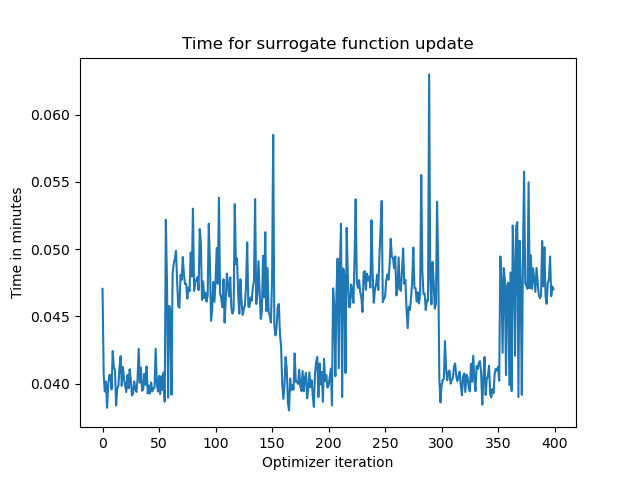 Time for surrogate function update
0.060
0.055
0.050
0.045
0.040
Time in minutes
0 50 100 150 200 250 300 350 400
Optimizer iteration